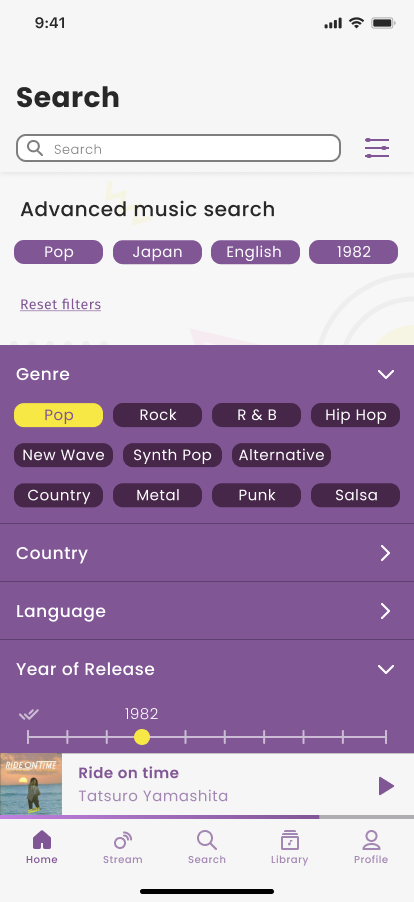 9:41
Search
Search
Advanced music search
Pop Japan English 1982
Reset filters
Genre
Pop Rock R & B Hip Hop
New Wave Synth Pop Alternative
Country Metal Punk Salsa
Country
Language
Year of Release
1982
RIDE ON TIME
Ride on time
Tatsuro Yamashita
Home Stream Search Library Profile